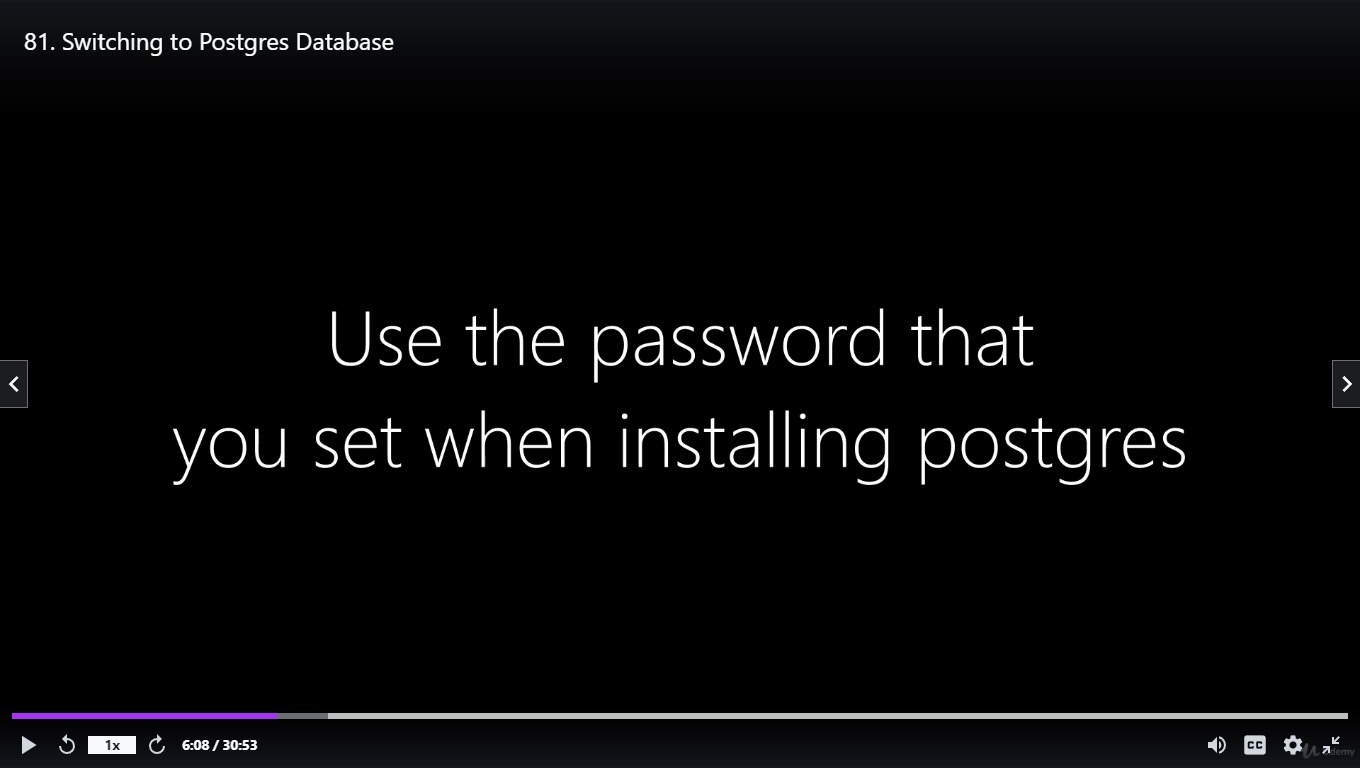 81. Switching to Postgres Database
Use the password that
you set when installing postgres
1x
6:08 / 30:53
CC
udemy